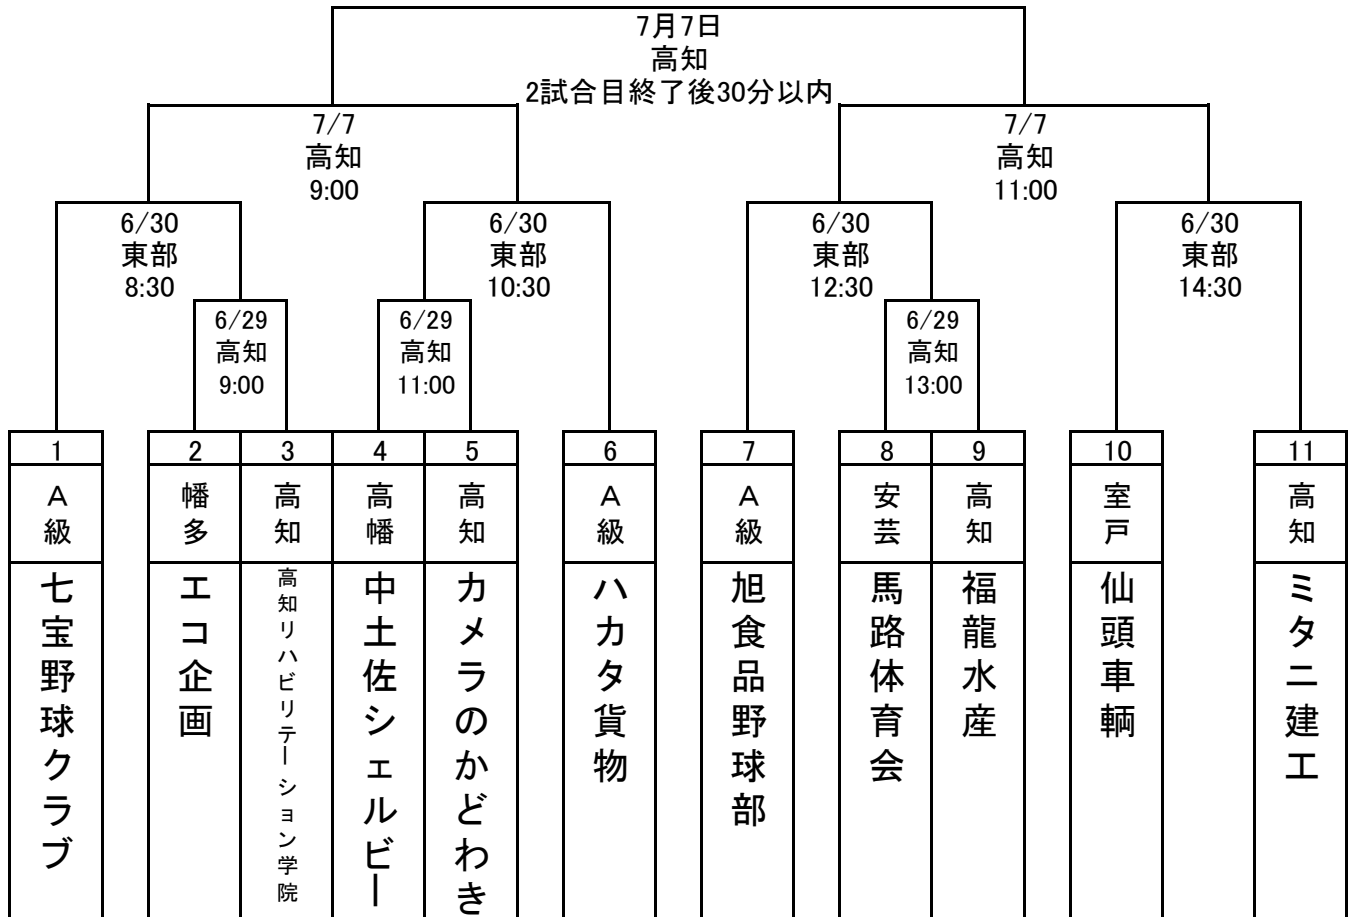 7月7日
高知
2試合目終了後30分以内
7/7
高知
9:00
7/7
高知
11:00
6/30
東部
8:30
6/30
東部
10:30
6/30
東部
12:30
6/30
東部
14:30
6/29
高知
9:00
6/29
高知
11:00
6/29
高知
13:00
1
A級
七宝野球クラブ
2
幡多
エコ企画
3
高知
高知リハビリテーション学院
4
高幡
中土佐シェルビー
5
高知
カメラのかどわき
6
A級
ハカタ貨物
7
A級
旭食品野球部
8
安芸
馬路体育会
9
高知
福龍水産
10
室戸
仙頭車輌
11
高知
ミタニ建工